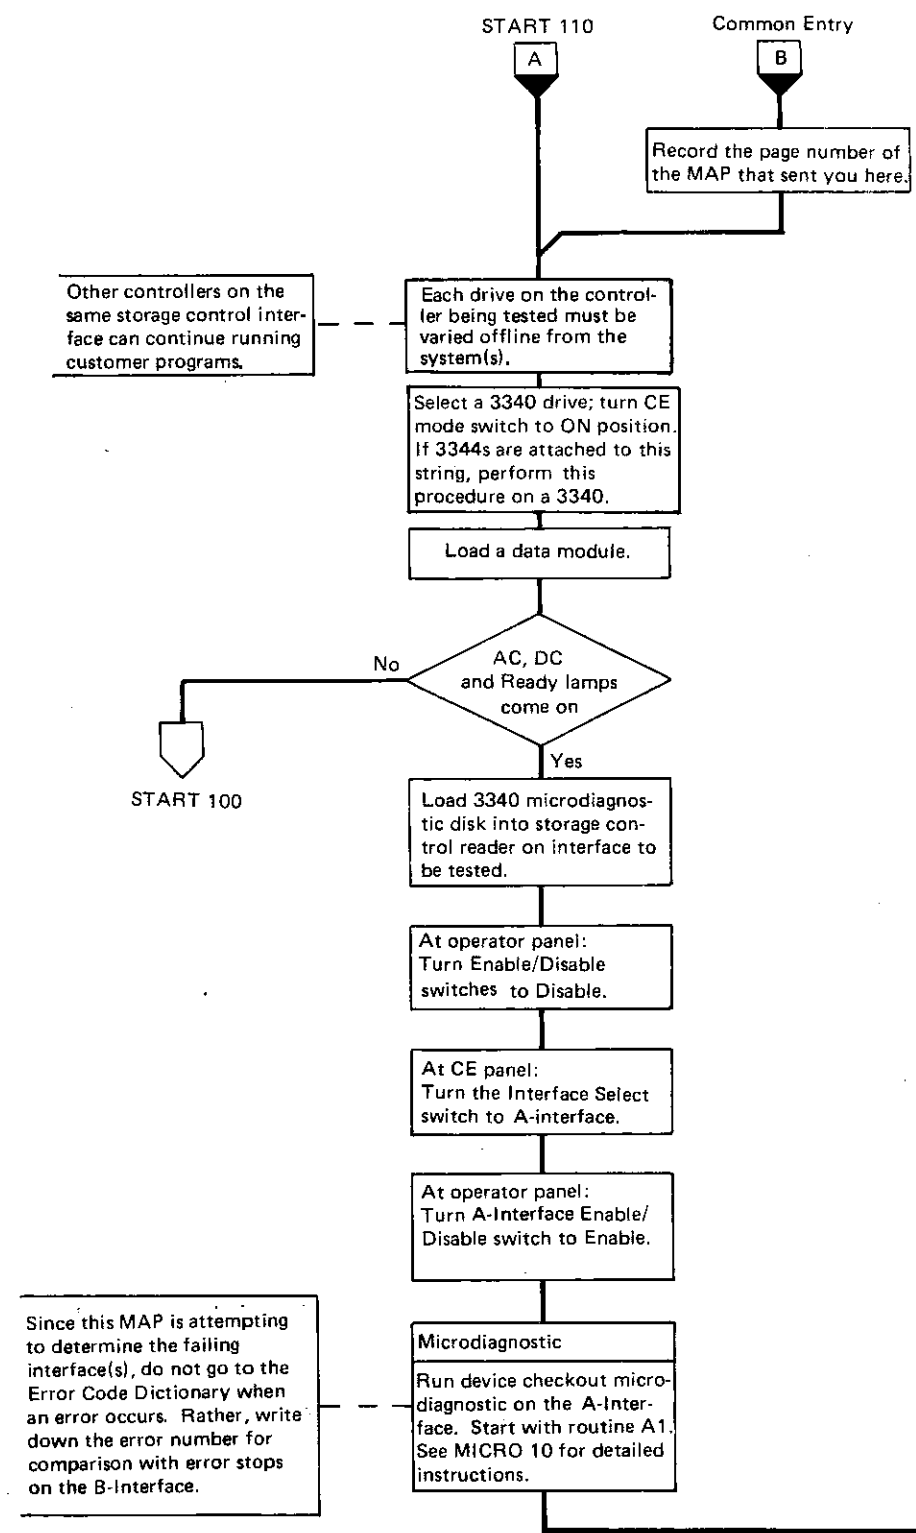 START 110
Common Entry
A
B
Record the page number of
the MAP that sent you here.
Other controllers on the
same storage control inter-
face can continue running
customer programs.
Each drive on the control-
ler being tested must be
varied offline from the
system(s).
Select a 3340 drive; turn CE
mode switch to ON position.
If 3344s are attached to this
string, perform this
procedure on a 3340.
Load a data module.
No
AC, DC
and Ready lamps
come on
Yes
START 100
Load 3340 microdiagnos-
tic disk into storage con-
trol reader on interface to
be tested.
At operator panel:
Turn Enable/Disable
switches to Disable.
At CE panel:
Turn the Interface Select
switch to A-interface.
At operator panel:
Turn A-Interface Enable/
Disable switch to Enable.
Since this MAP is attempting
to determine the failing
interface(s), do not go to the
Error Code Dictionary when
an error occurs. Rather, write
down the error number for
comparison with error stops
on the B-Interface.
Microdiagnostic
Run device checkout micro-
diagnostic on the A-Inter-
face. Start with routine A1.
See MICRO 10 for detailed
instructions.